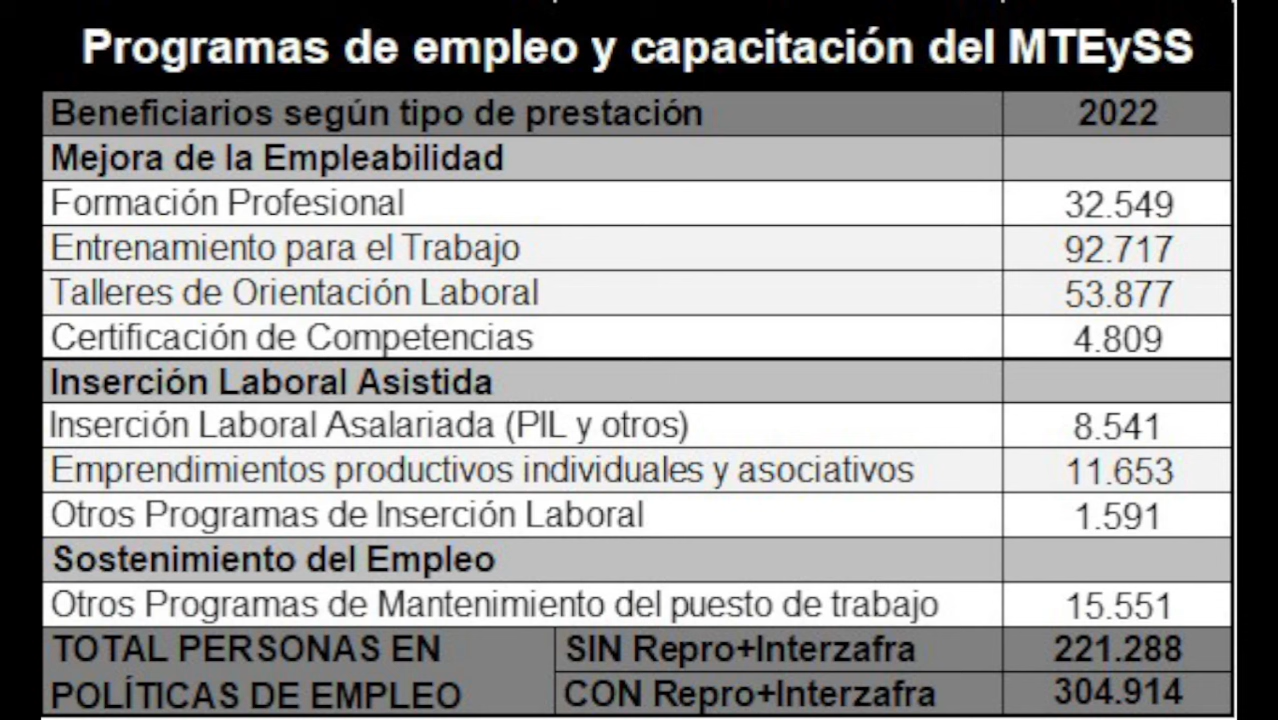 Programas de empleo y capacitación del MTEySS
Beneficiarios según tipo de prestación 2022
Mejora de la Empleabilidad
Formación Profesional 32.549
Entrenamiento para el Trabajo 92.717
Talleres de Orientación Laboral 53.877
Certificación de Competencias 4.809
Inserción Laboral Asistida
Inserción Laboral Asalariada (PIL y otros) 8.541
Emprendimientos productivos individuales y asociativos 11.653
Otros Programas de Inserción Laboral 1.591
Sostenimiento del Empleo
Otros Programas de Mantenimiento del puesto de trabajo 15.551
TOTAL PERSONAS EN SIN Repro+Interzafra 221.288
POLÍTICAS DE EMPLEO CON Repro+Interzafra 304.914